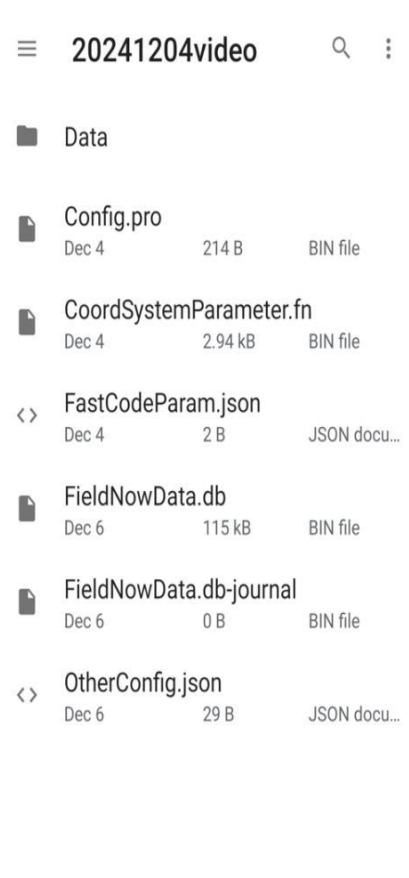 20241204video
Data
Config.pro
Dec 4 214 B BIN file
CoordSystemParameter.fn
Dec 4 2.94 kB BIN file
FastCodeParam.json
Dec 4 2 B JSON docu...
FieldNowData.db
Dec 6 115 kB BIN file
FieldNowData.db-journal
Dec 6 0 B BIN file
OtherConfig.json
Dec 6 29 B JSON docu...